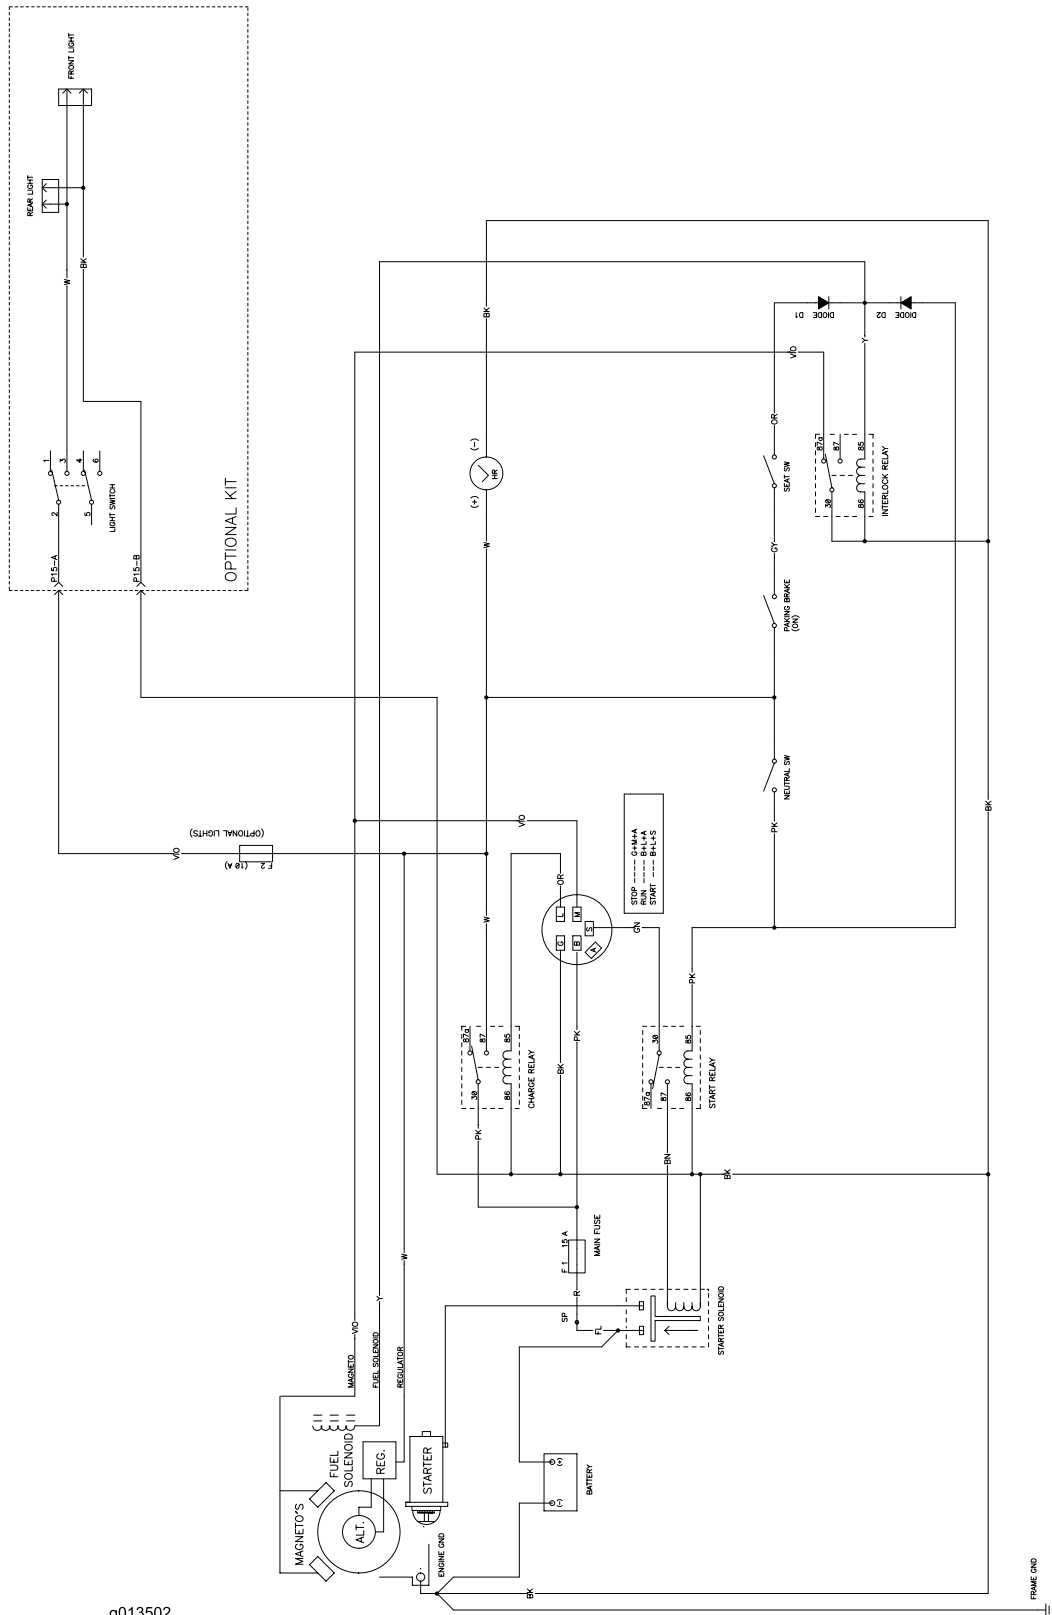 FRONT LIGHT
REAR LIGHT
W
BK
1
3
4
6
2
5
LIGHT SWITCH
P15-A
P15-B
OPTIONAL KIT
BK
(-)
HR
(+)
W
D1 DIODE
D2 DIODE
VIO
Y
OR
SEAT SW
GY
87a
87
85
30
86
INTERLOCK RELAY
PAKING BRAKE
(ON)
NEUTRAL SW
PK
(OPTIONAL LIGHTS)
F 2 (10 A)
VIO
VIO
W
OR
STOP ------ G+M+A
RUN ------ B+L+A
START --- B+L+S
L
M
S
G
B
A
GN
PK
BK
PK
BK
87a
87
85
30
86
CHARGE RELAY
30
85
87a
87
86
START RELAY
PK
BN
BK
F 1 15 A
MAIN FUSE
R
SP
FL
STARTER SOLENOID
W
Y
VIO
MAGNETO
FUEL SOLENOID
REGULATOR
MAGNETO'S
FUEL
SOLENOID
REG.
ALT.
STARTER
ENGINE GND
(+)
(-)
BATTERY
BK
FRAME GND
g013502